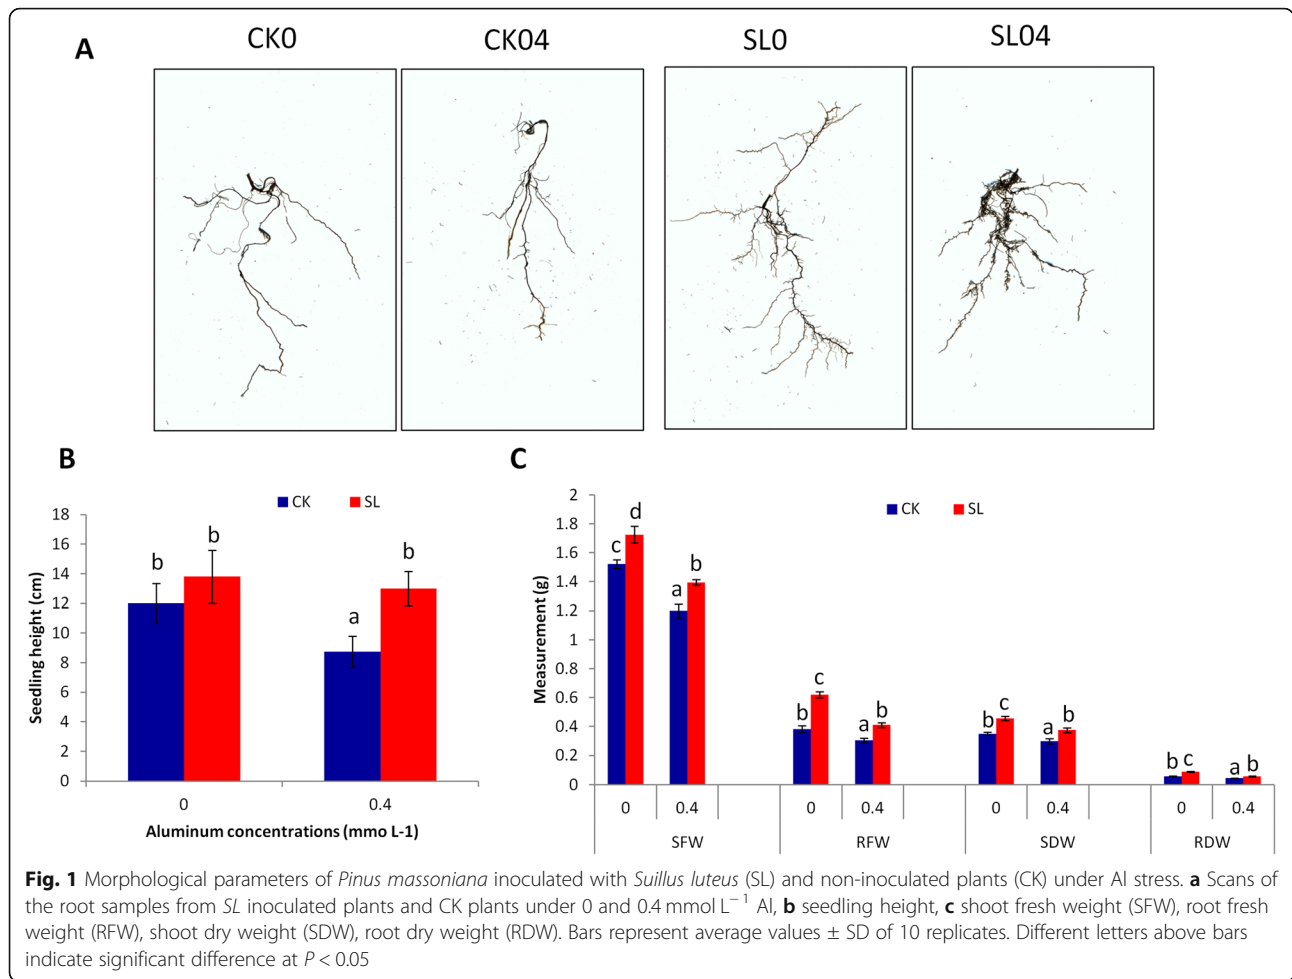 A
CK0 CK04 SL0 SL04
B
CK SL
Seedling height (cm)
18
16
14
12
10
8
6
4
2
0
b b a b
0 0.4
Aluminum concentrations (mmo L-1)
C
CK SL
Measurement (g)
2
1.8
1.6
1.4
1.2
1
0.8
0.6
0.4
0.2
0
c d a b b c a b b c a b b c a b
0 0.4 0 0.4 0 0.4 0 0.4
SFW RFW SDW RDW
Fig. 1 Morphological parameters of Pinus massoniana inoculated with Suillus luteus (SL) and non-inoculated plants (CK) under Al stress. a Scans of
the root samples from SL inoculated plants and CK plants under 0 and 0.4 mmol L− 1 Al, b seedling height, c shoot fresh weight (SFW), root fresh
weight (RFW), shoot dry weight (SDW), root dry weight (RDW). Bars represent average values ± SD of 10 replicates. Different letters above bars
indicate significant difference at P < 0.05